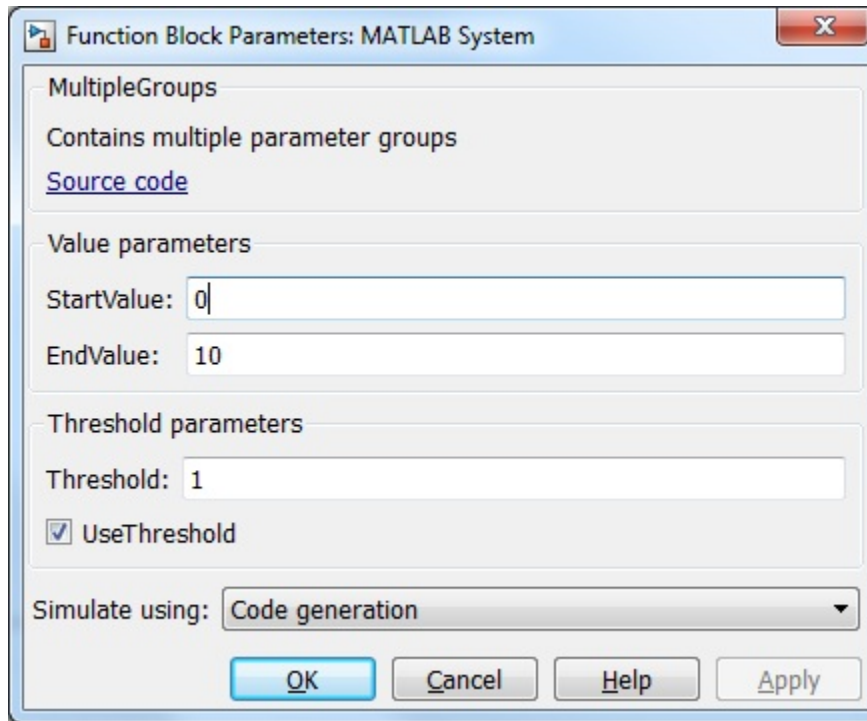 Function Block Parameters: MATLAB System
MultipleGroups
Contains multiple parameter groups
Source code
Value parameters
StartValue: 0
EndValue: 10
Threshold parameters
Threshold: 1
UseThreshold
Simulate using: Code generation
OK Cancel Help Apply